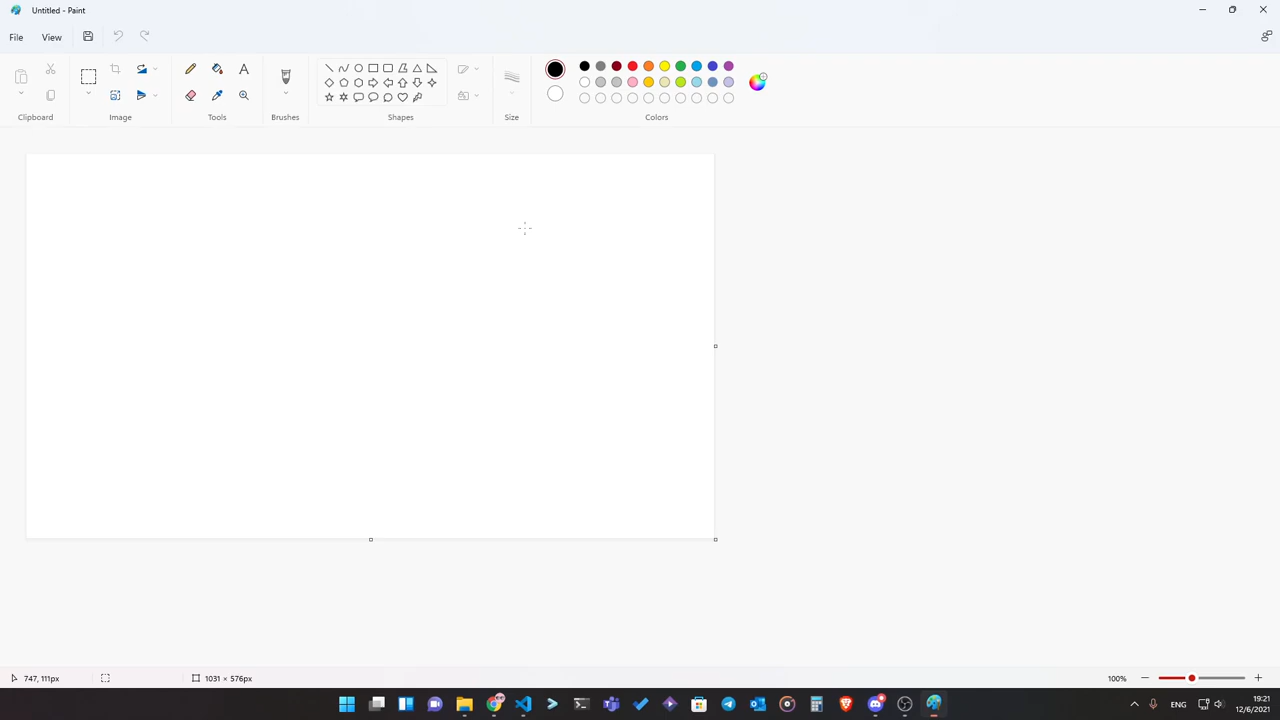 Untitled - Paint
File View
Clipboard Image Tools Brushes Shapes Size Colors
A
747, 111px 1031 × 576px 100%
ENG 19:21
12/6/2021